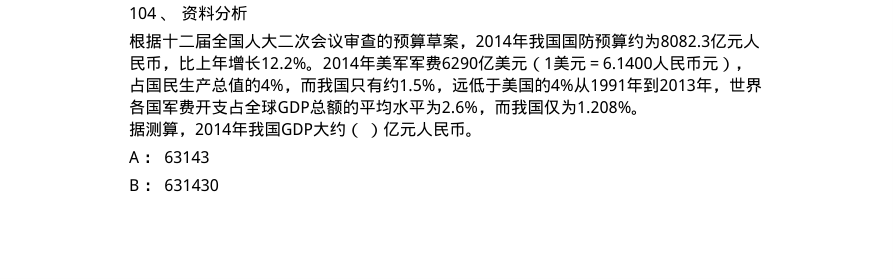 104 、 资料分析
根据十二届全国人大二次会议审查的预算草案，2014年我国国防预算约为8082.3亿元人
民币，比上年增长12.2%。2014年美军军费6290亿美元（1美元＝6.1400人民币元），
占国民生产总值的4%，而我国只有约1.5%，远低于美国的4%从1991年到2013年，世界
各国军费开支占全球GDP总额的平均水平为2.6%，而我国仅为1.208%。
据测算，2014年我国GDP大约（ ）亿元人民币。
A： 63143
B： 631430